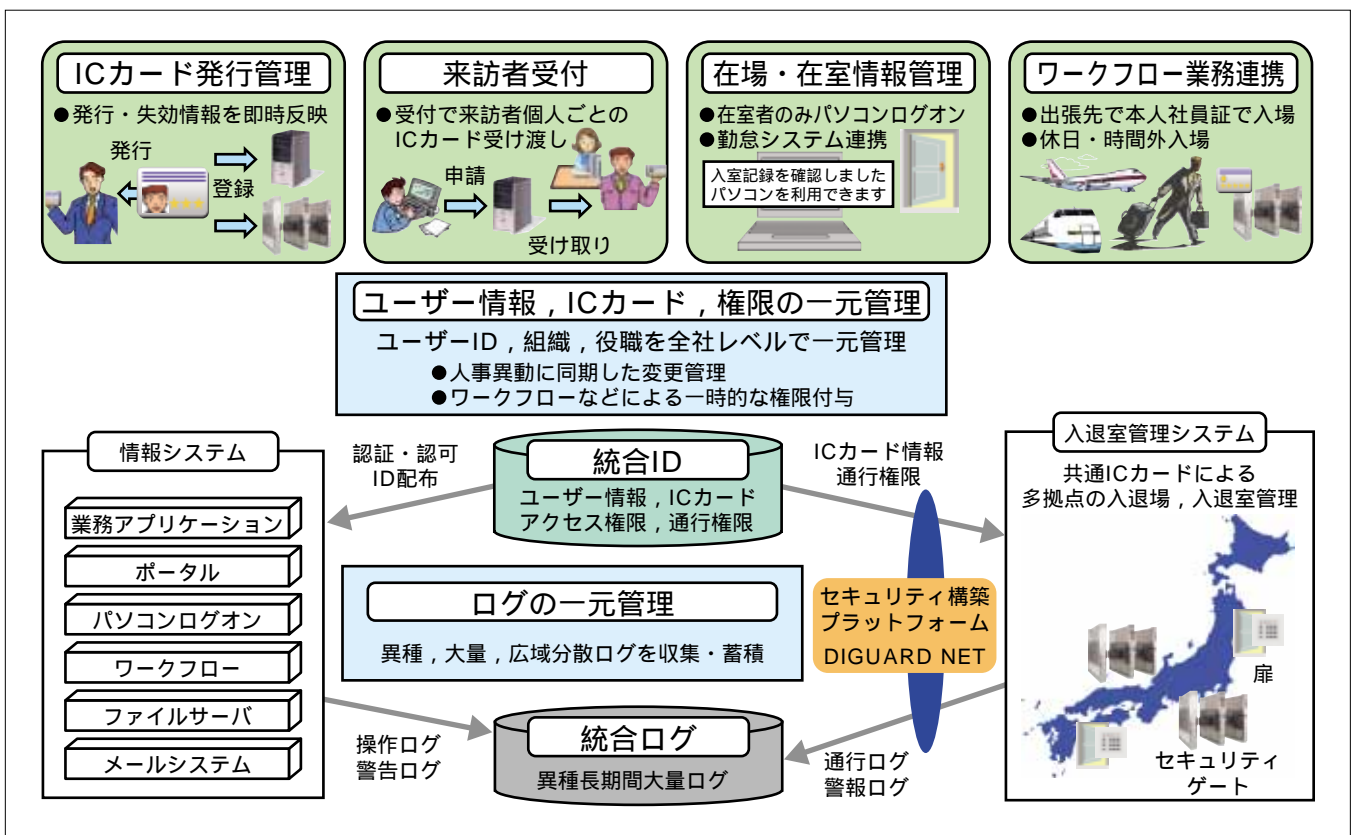 ICカード発行管理
●発行・失効情報を即時反映
発行
登録
来訪者受付
●受付で来訪者個人ごとの
ICカード受け渡し
申請
受け取り
在場・在室情報管理
●在室者のみパソコンログオン
●勤怠システム連携
入室記録を確認しました
パソコンを利用できます
ワークフロー業務連携
●出張先で本人社員証で入場
●休日・時間外入場
ユーザー情報，ICカード，権限の一元管理
ユーザーID，組織，役職を全社レベルで一元管理
●人事異動に同期した変更管理
●ワークフローなどによる一時的な権限付与
情報システム
業務アプリケーション
ポータル
パソコンログオン
ワークフロー
ファイルサーバ
メールシステム
認証・認可
ID配布
統合ID
ユーザー情報，ICカード
アクセス権限，通行権限
ICカード情報
通行権限
ログの一元管理
異種，大量，広域分散ログを収集・蓄積
セキュリティ構築
プラットフォーム
DIGUARD NET
操作ログ
警告ログ
統合ログ
異種長期間大量ログ
通行ログ
警報ログ
入退室管理システム
共通ICカードによる
多拠点の入退場，入退室管理
扉
セキュリティ
ゲート